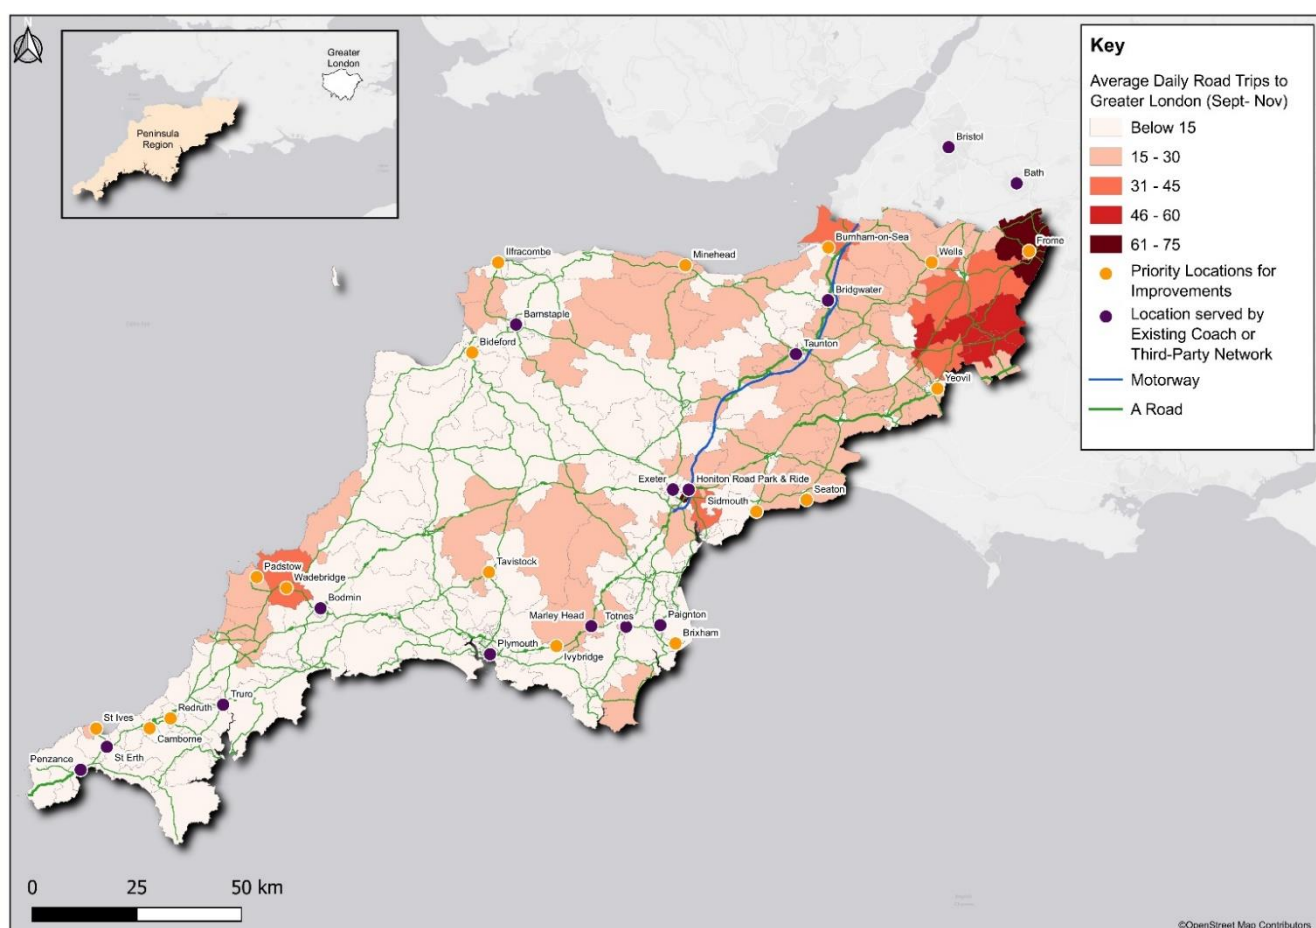 N
Greater
London
Peninsula
Region
Key
Average Daily Road Trips to
Greater London (Sept- Nov)
Below 15
15 - 30
31 - 45
46 - 60
61 - 75
Priority Locations for
Improvements
Location served by
Existing Coach or
Third-Party Network
Motorway
A Road
Bristol
Bath
Ilfracombe
Minehead
Burnham-on-Sea
Wells
Frome
Barnstaple
Bridgwater
Bideford
Taunton
Yeovil
Exeter
Honiton Road Park & Ride
Sidmouth
Seaton
Padstow
Wadebridge
Bodmin
Tavistock
Marley Head
Totnes
Paignton
Brixham
Plymouth
Ivybridge
Truro
Redruth
St Ives
Camborne
St Erth
Penzance
0 25 50 km
©OpenStreet Map Contributors